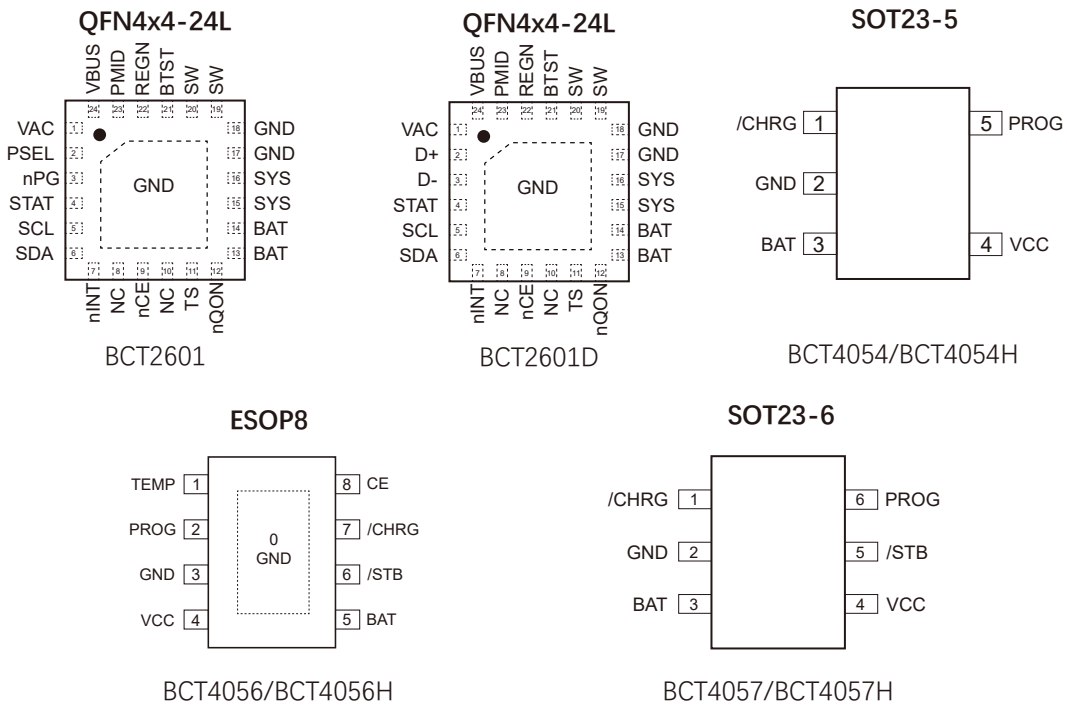 QFN4x4-24L
VBUS
PMID
REGN
BTST
SW
SW
24 23 22 21 20 19
VAC 1 18 GND
PSEL 2 17 GND
nPG 3 16 SYS
STAT 4 15 SYS
SCL 5 14 BAT
SDA 6 13 BAT
GND
7 8 9 10 11 12
nINT
NC
nCE
NC
TS
nQON
BCT2601
QFN4x4-24L
VBUS
PMID
REGN
BTST
SW
SW
24 23 22 21 20 19
VAC 1 18 GND
D+ 2 17 GND
D- 3 16 SYS
STAT 4 15 SYS
SCL 5 14 BAT
SDA 6 13 BAT
GND
7 8 9 10 11 12
nINT
NC
nCE
NC
TS
nQON
BCT2601D
SOT23-5
/CHRG 1 5 PROG
GND 2
BAT 3 4 VCC
BCT4054/BCT4054H
ESOP8
TEMP 1 8 CE
PROG 2 7 /CHRG
0
GND
GND 3 6 /STB
VCC 4 5 BAT
BCT4056/BCT4056H
SOT23-6
/CHRG 1 6 PROG
GND 2 5 /STB
BAT 3 4 VCC
BCT4057/BCT4057H